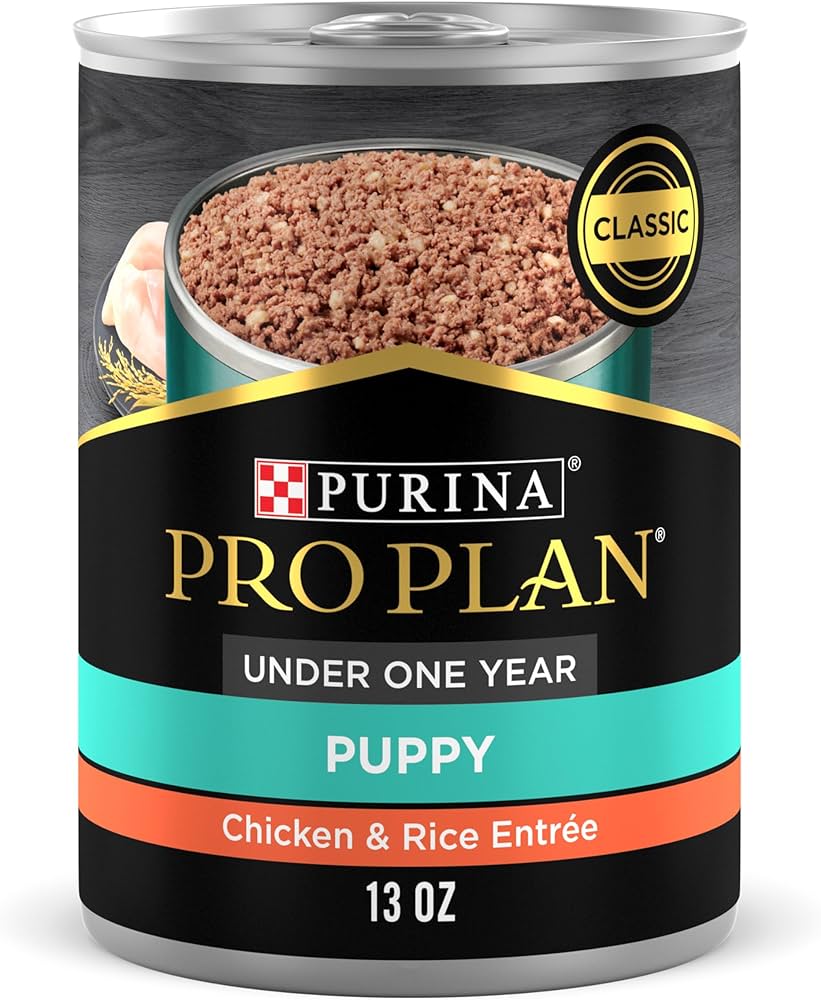 CLASSIC
PURINA®
PRO PLAN®
UNDER ONE YEAR
PUPPY
Chicken & Rice Entrée
13 OZ